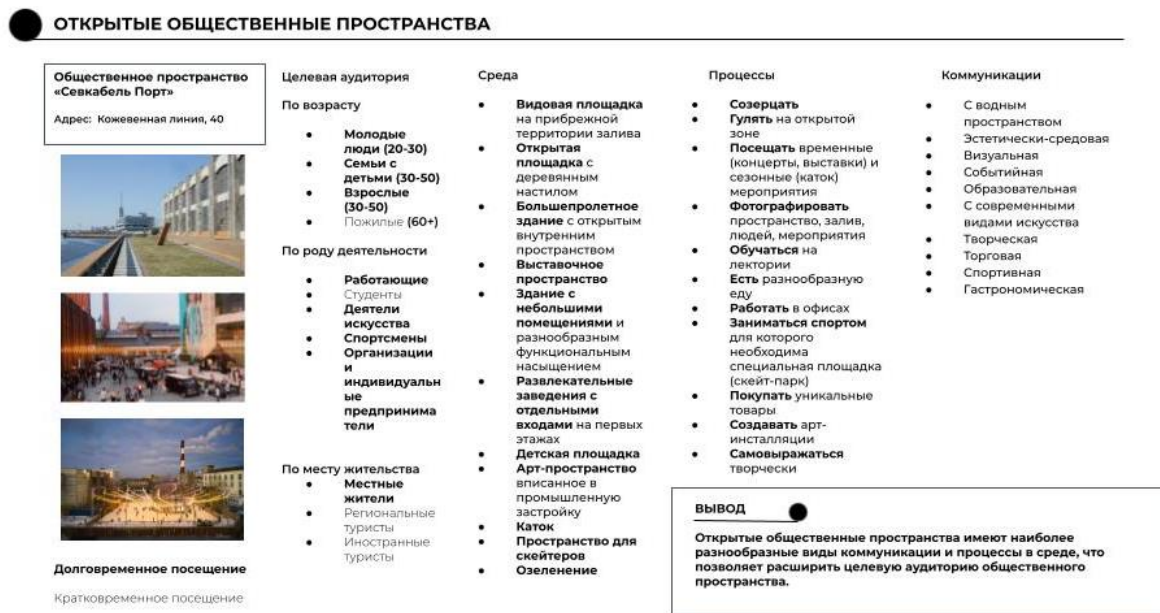 ОТКРЫТЫЕ ОБЩЕСТВЕННЫЕ ПРОСТРАНСТВА
Общественное пространство
«Севкабель Порт»
Адрес: Кожевенная линия, 40
Долговременное посещение
Кратковременное посещение
Целевая аудитория
По возрасту
• Молодые
люди (20-30)
• Семьи с
детьми (30-50)
• Взрослые
(30-50)
• Пожилые (60+)
По роду деятельности
• Работающие
• Студенты
• Деятели
искусства
• Спортсмены
• Организации
и
индивидуальн
ые
предпринима
тели
По месту жительства
• Местные
жители
• Региональные
туристы
• Иностранные
туристы
Среда
• Видовая площадка
на прибрежной
территории залива
• Открытая
площадка с
деревянным
настилом
• Большепролетное
здание с открытым
внутренним
пространством
• Выставочное
пространство
• Здание с
небольшими
помещениями и
разнообразным
функциональным
насыщением
• Развлекательные
заведения с
отдельными
входами на первых
этажах
• Детская площадка
• Арт-пространство
вписанное в
промышленную
застройку
• Каток
• Пространство для
скейтеров
• Озеленение
Процессы
• Созерцать
• Гулять на открытой
зоне
• Посещать временные
(концерты, выставки) и
сезонные (каток)
мероприятия
• Фотографировать
пространство, залив,
людей, мероприятия
• Обучаться на
лектории
• Есть разнообразную
еду
• Работать в офисах
• Заниматься спортом
для которого
необходима
специальная площадка
(скейт-парк)
• Покупать уникальные
товары
• Создавать арт-
инсталляции
• Самовыражаться
творчески
Коммуникации
• С водным
пространством
• Эстетически-средовая
• Визуальная
• Событийная
• Образовательная
• С современными
видами искусства
• Творческая
• Торговая
• Спортивная
• Гастрономическая
ВЫВОД
Открытые общественные пространства имеют наиболее
разнообразные виды коммуникации и процессы в среде, что
позволяет расширить целевую аудиторию общественного
пространства.